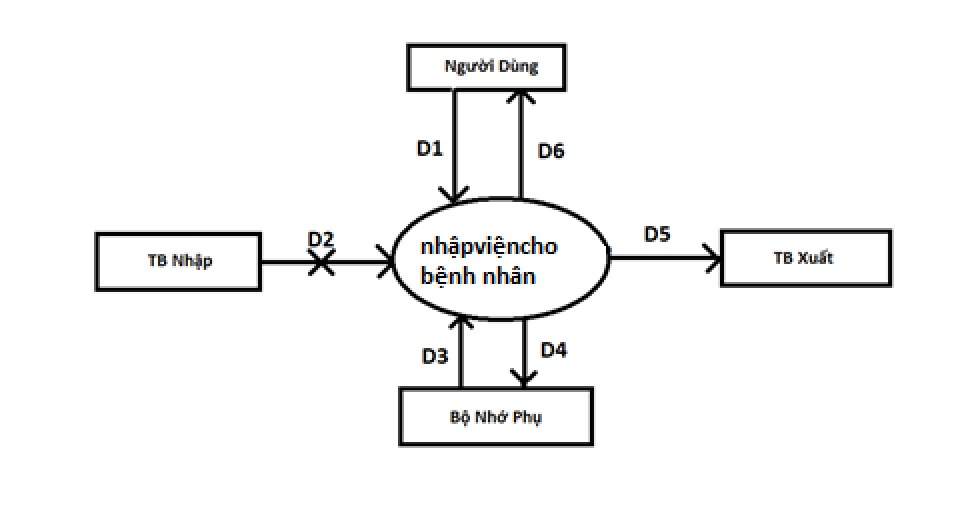 Người Dùng
D1
D6
D2
D5
TB Nhập
nhậpviệncho
bệnh nhân
TB Xuất
D3
D4
Bộ Nhớ Phụ